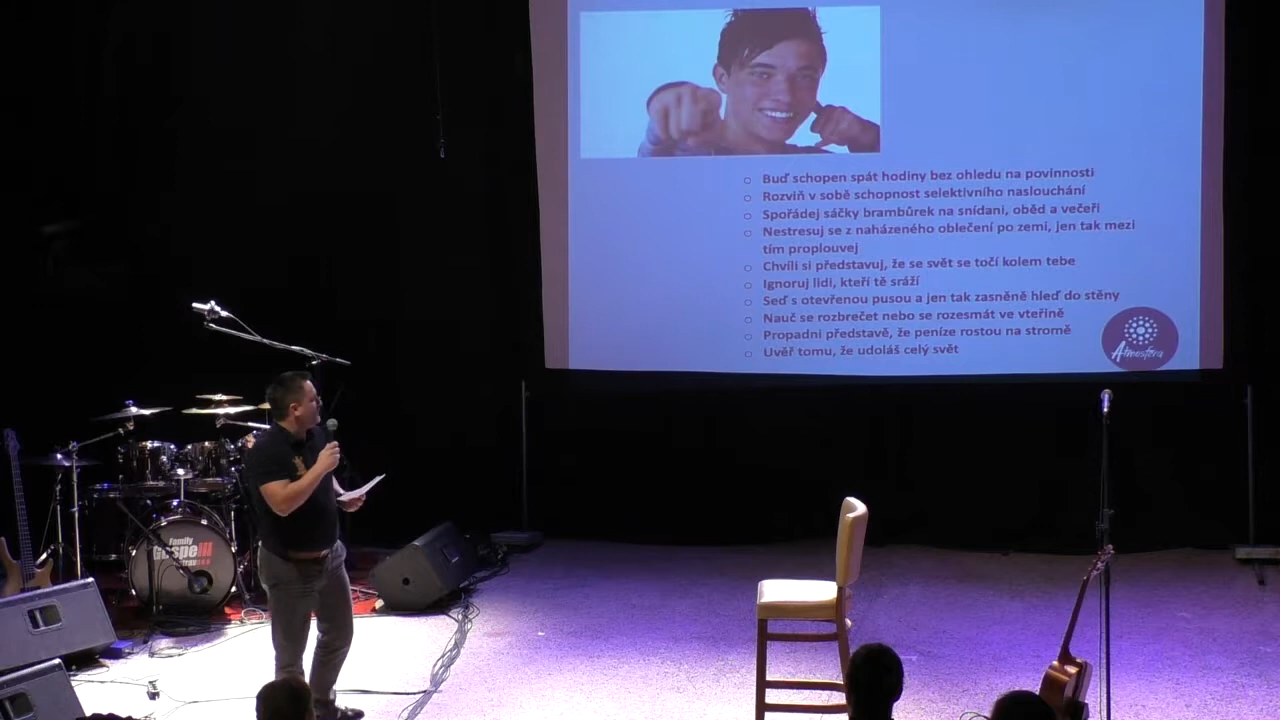 Buď schopen spát hodiny bez ohledu na povinnosti
Rozviň v sobě schopnost selektivního naslouchání
Spořádej sáčky brambůrek na snídani, oběd a večeři
Nestresuj se z naházeného oblečení po zemi, jen tak mezi
tím proplouvej
Chvíli si představuj, že se svět se točí kolem tebe
Ignoruj lidi, kteří tě sráží
Seď s otevřenou pusou a jen tak zasněně hleď do stěny
Nauč se rozbrečet nebo se rozesmát ve vteřině
Propadni představě, že peníze rostou na stromě
Uvěř tomu, že udoláš celý svět
Atmosféra
Family
Gospelll